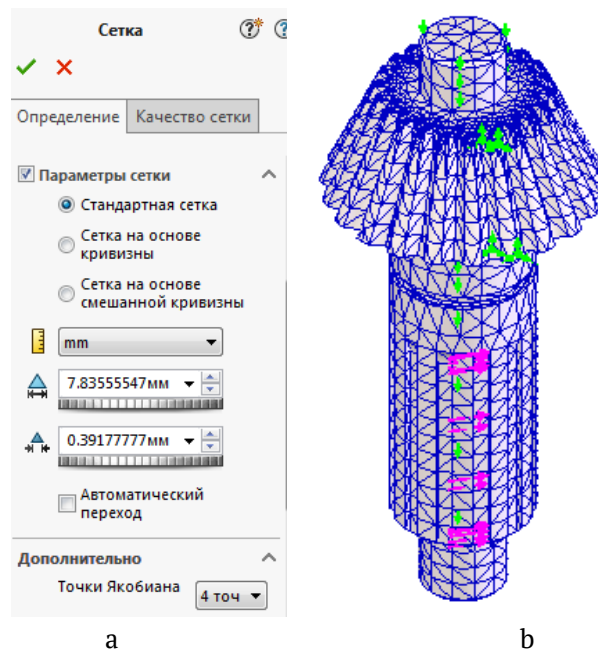 Сетка
Определение
Качество сетки
Параметры сетки
Стандартная сетка
Сетка на основе
кривизны
Сетка на основе
смешанной кривизны
mm
7.83555547мм
0.39177777мм
Автоматический
переход
Дополнительно
Точки Якобиана
4 точ
a
b